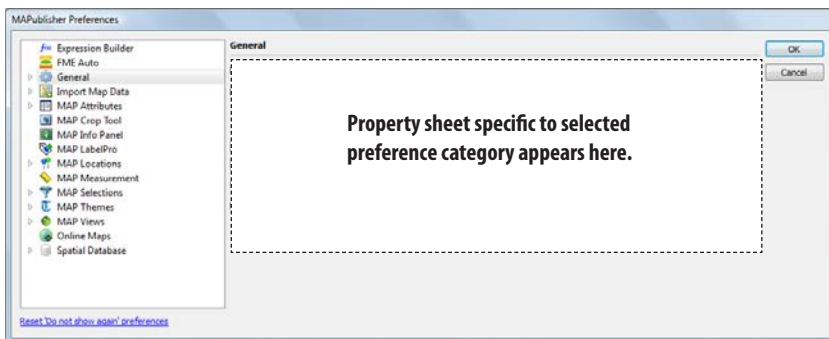 MAPublisher Preferences
Expression Builder
FME Auto
General
Import Map Data
MAP Attributes
MAP Crop Tool
MAP Info Panel
MAP LabelPro
MAP Locations
MAP Measurement
MAP Selections
MAP Themes
MAP Views
Online Maps
Spatial Database
Reset 'Do not show again' preferences
General
Property sheet specific to selected
preference category appears here.
OK
Cancel